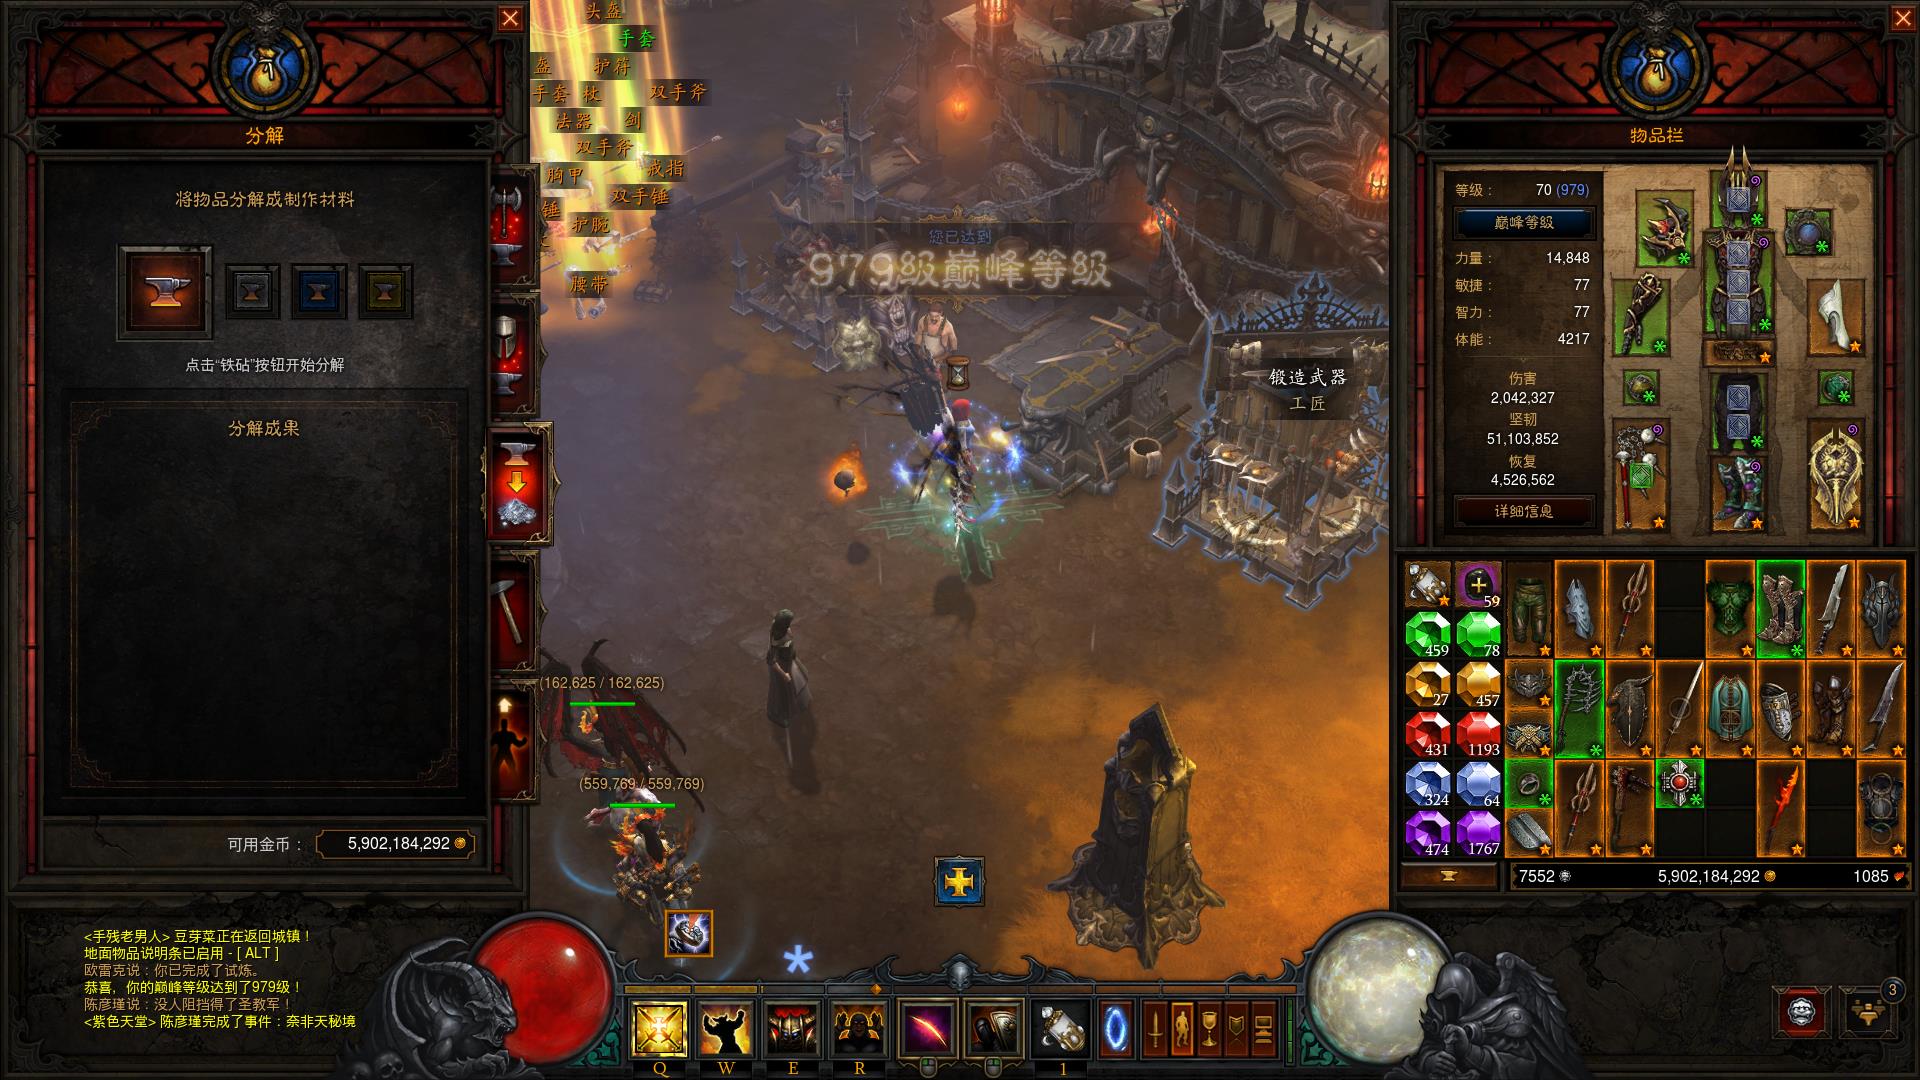 分解
将物品分解成制作材料
点击“铁砧”按钮开始分解
分解成果
可用金币：
5,902,184,292
头盔
手套
盔
护符
手套
杖
双手斧
法器
剑
双手斧
胸甲
戒指
双手锤
锤
护腕
腰带
您已达到
979级巅峰等级
锻造武器
工匠
(162,625 / 162,625)
(559,769 / 559,769)
物品栏
等级： 70 (979)
巅峰等级
力量： 14,848
敏捷： 77
智力： 77
体能： 4217
伤害
2,042,327
坚韧
51,103,852
恢复
4,526,562
详细信息
59
459 78
27 457
431 1193
324 64
474 1767
7552 5,902,184,292 1085
<手残老男人> 豆芽菜正在返回城镇！
地面物品说明条已启用 - [ ALT ]
欧雷克说：你已完成了试炼。
恭喜，你的巅峰等级达到了979级！
陈彦瑾说：没人阻挡得了圣教军！
<紫色天堂> 陈彦瑾完成了事件：奈非天秘境
Q W E R 1
3